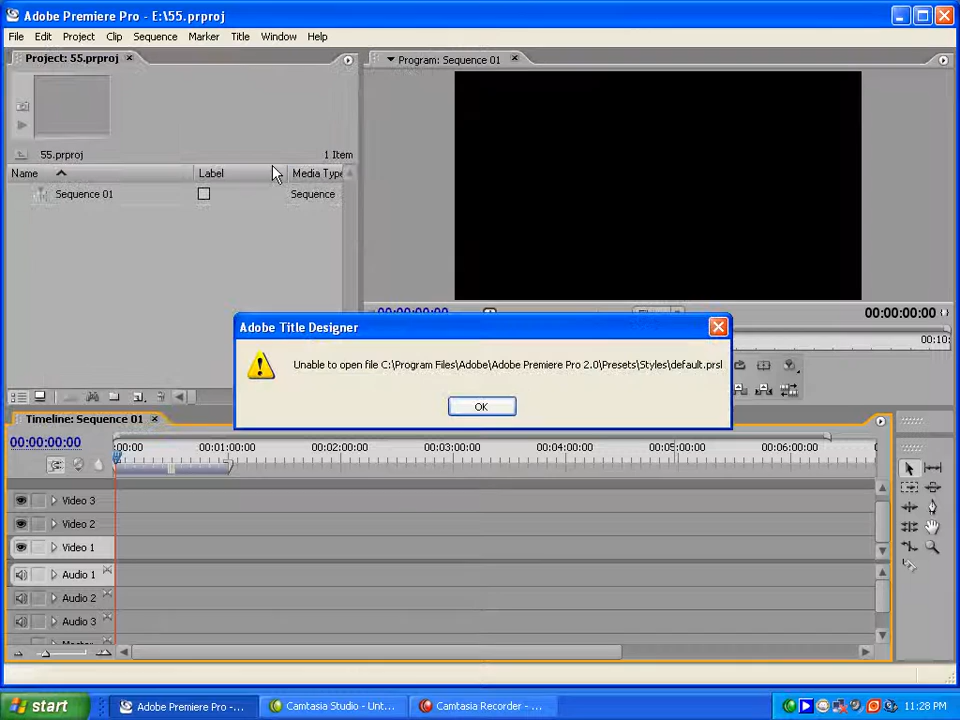 Adobe Premiere Pro - E:\55.prproj
File Edit Project Clip Sequence Marker Title Window Help
Project: 55.prproj
Program: Sequence 01
55.prproj 1 Item
Name Label Media Type
Sequence 01 Sequence
00:00:00:00
00:10:
Adobe Title Designer
Unable to open file C:\Program Files\Adobe\Adobe Premiere Pro 2.0\Presets\Styles\default.prsl
OK
Timeline: Sequence 01
00:00:00:00
:00:00 00:01:00:00 00:02:00:00 00:03:00:00 00:04:00:00 00:05:00:00 00:06:00:00
Video 3
Video 2
Video 1
Audio 1
Audio 2
Audio 3
start Adobe Premiere Pro -... Camtasia Studio - Unt... Camtasia Recorder - ... 11:28 PM